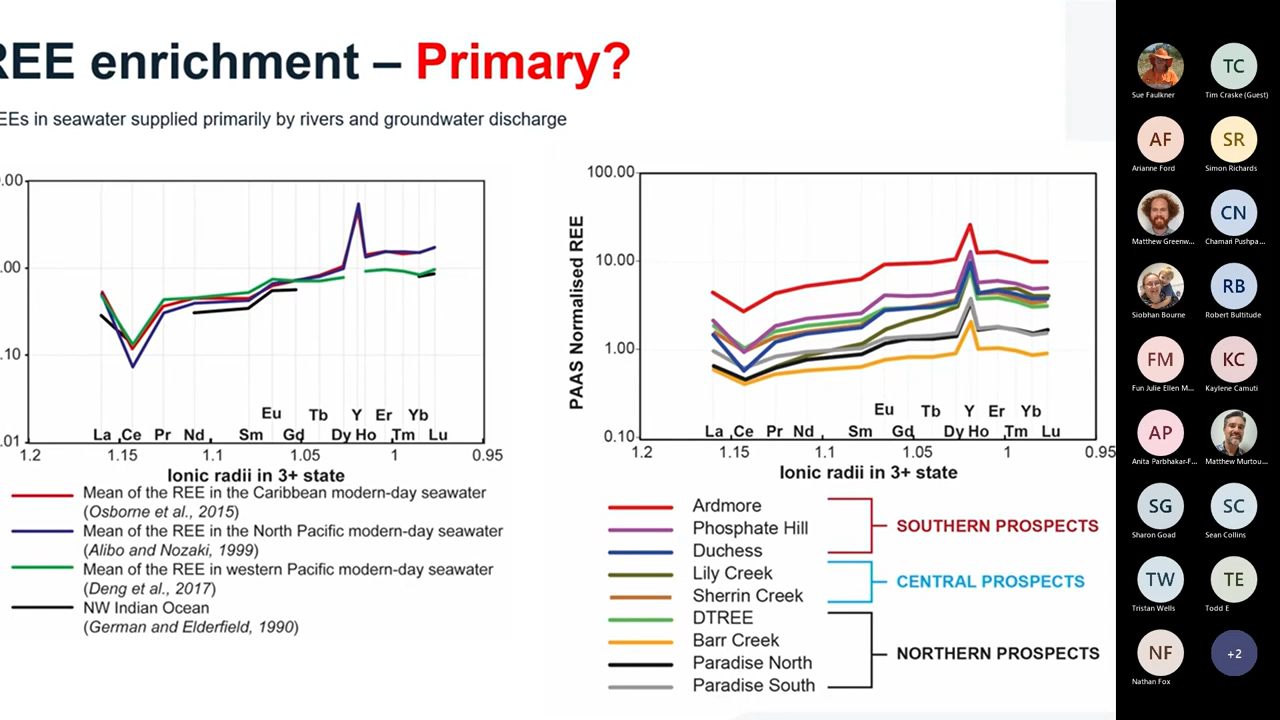 REE enrichment – Primary?
EEs in seawater supplied primarily by rivers and groundwater discharge
0.00
.00
.10
.01
Eu Tb Y Er Yb
La Ce Pr Nd Sm Gd Dy Ho Tm Lu
1.2 1.15 1.1 1.05 1 0.95
Ionic radii in 3+ state
Mean of the REE in the Caribbean modern-day seawater
(Osborne et al., 2015)
Mean of the REE in the North Pacific modern-day seawater
(Alibo and Nozaki, 1999)
Mean of the REE in western Pacific modern-day seawater
(Deng et al., 2017)
NW Indian Ocean
(German and Elderfield, 1990)
PAAS Normalised REE
100.00
10.00
1.00
0.10
Eu Tb Y Er Yb
La Ce Pr Nd Sm Gd Dy Ho Tm Lu
1.2 1.15 1.1 1.05 1 0.95
Ionic radii in 3+ state
Ardmore
Phosphate Hill
Duchess
Lily Creek
Sherrin Creek
DTREE
Barr Creek
Paradise North
Paradise South
SOUTHERN PROSPECTS
CENTRAL PROSPECTS
NORTHERN PROSPECTS
TC
Sue Faulkner Tim Craske (Guest)
AF SR
Arianne Ford Simon Richards
CN
Matthew Greenw... Chamari Pushpa...
RB
Siobhan Bourne Robert Bultitude
FM KC
Fun Julie Ellen M... Kaylene Camuti
AP
Anita Parbhakar-F... Matthew Murtou...
SG SC
Sharon Goad Sean Collins
TW TE
Tristan Wells Todd E
NF +2
Nathan Fox